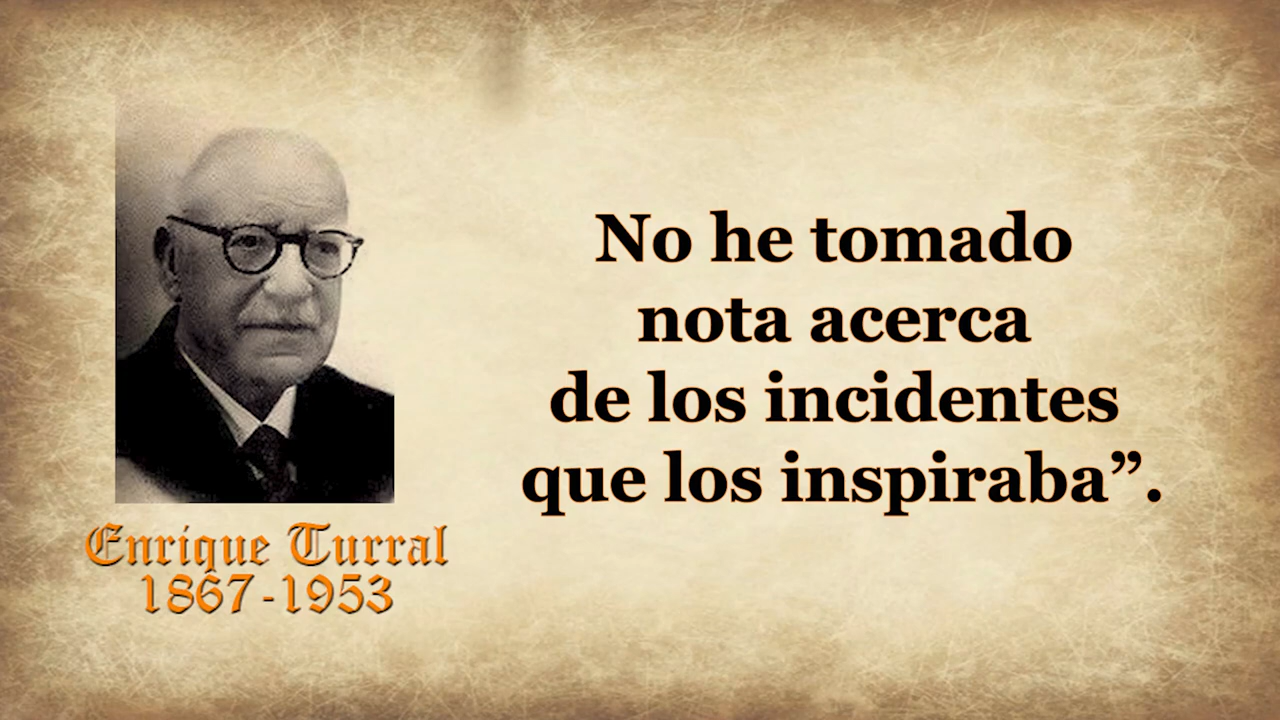 No he tomado
nota acerca
de los incidentes
que los inspiraba”.
Enrique Turral
1867-1953